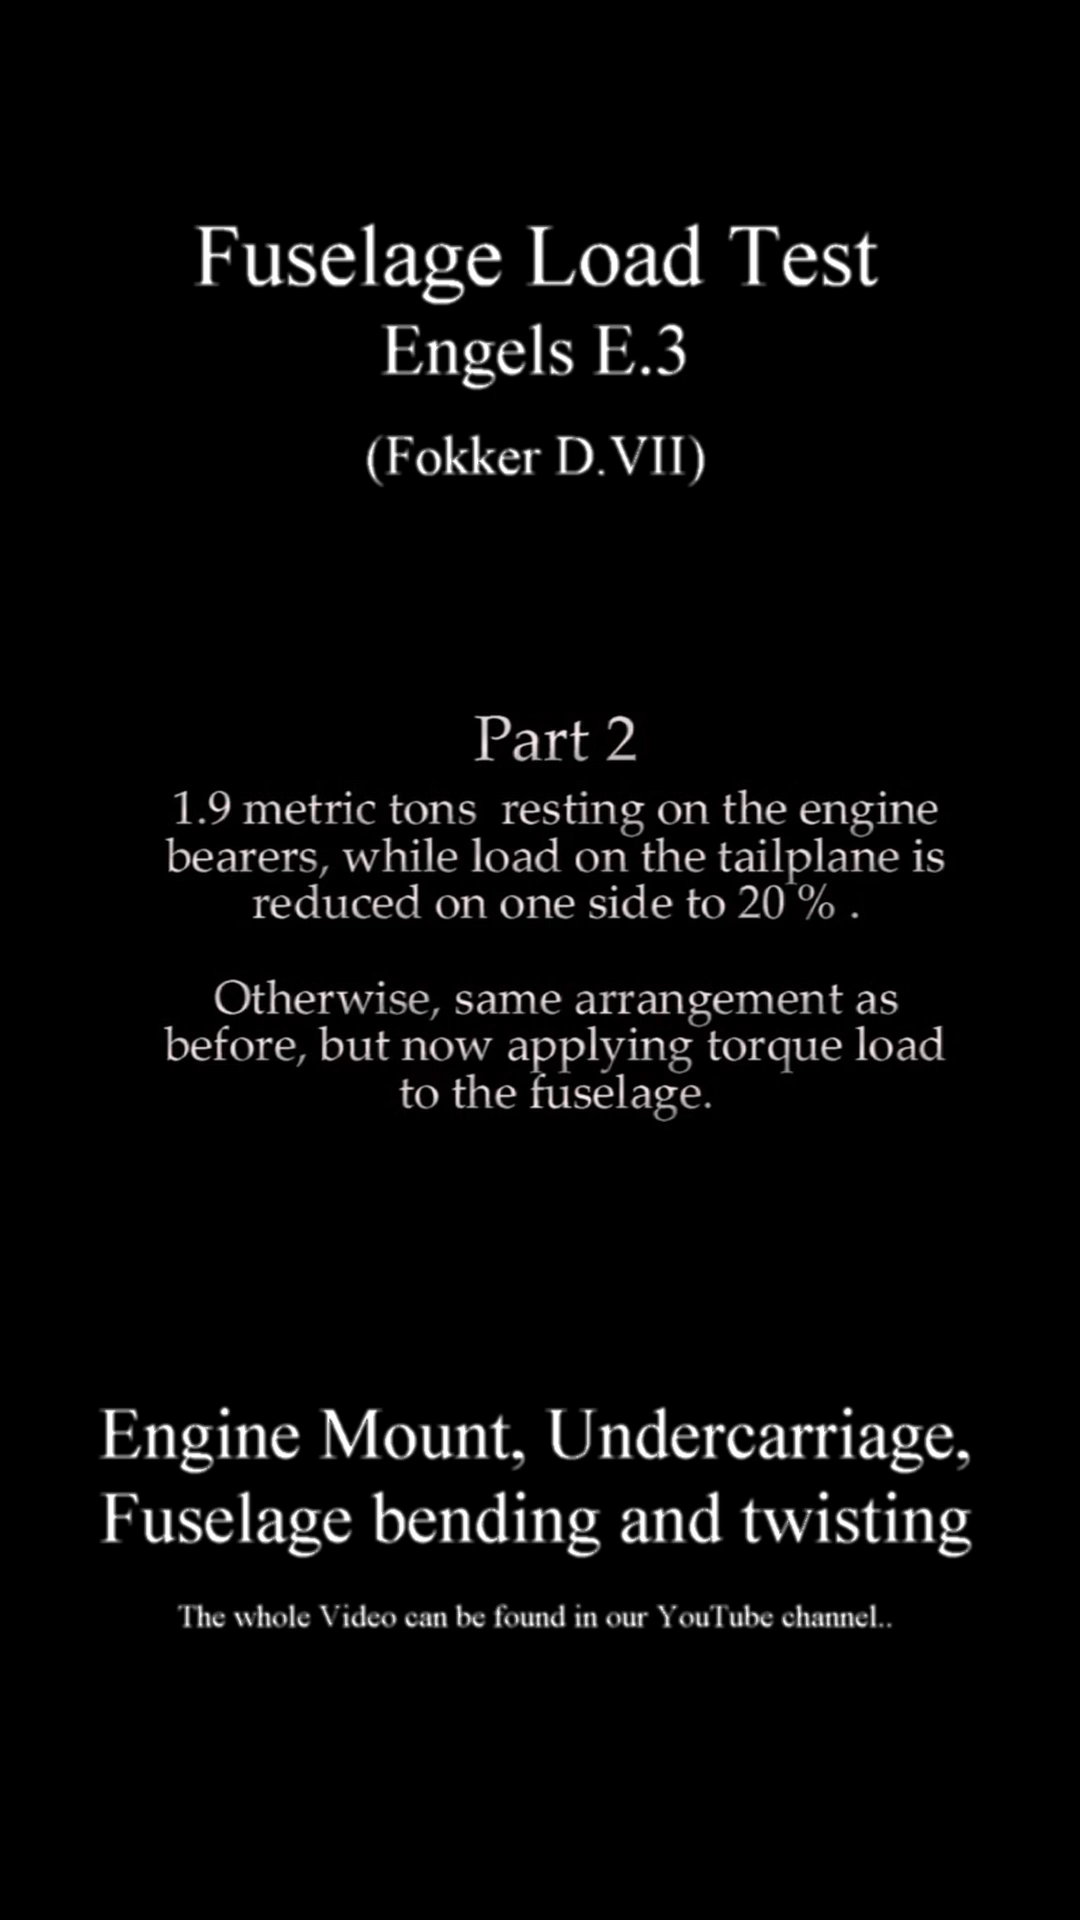 Fuselage Load Test
Engels E.3
(Fokker D.VII)
Part 2
1.9 metric tons  resting on the engine
bearers, while load on the tailplane is
reduced on one side to 20 % .
Otherwise, same arrangement as
before, but now applying torque load
to the fuselage.
Engine Mount, Undercarriage,
Fuselage bending and twisting
The whole Video can be found in our YouTube channel..